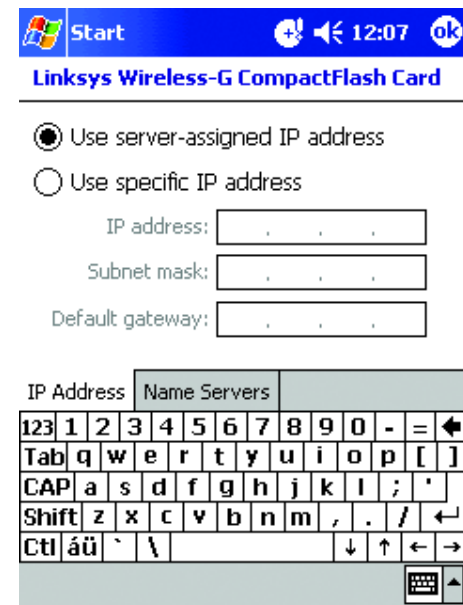 Start 12:07 ok
Linksys Wireless-G CompactFlash Card
Use server-assigned IP address
Use specific IP address
IP address: . . .
Subnet mask: . . .
Default gateway: . . .
IP Address Name Servers
123 1 2 3 4 5 6 7 8 9 0 - =
Tab q w e r t y u i o p [ ]
CAP a s d f g h j k l ; '
Shift z x c v b n m , . /
Ctl áü ` \